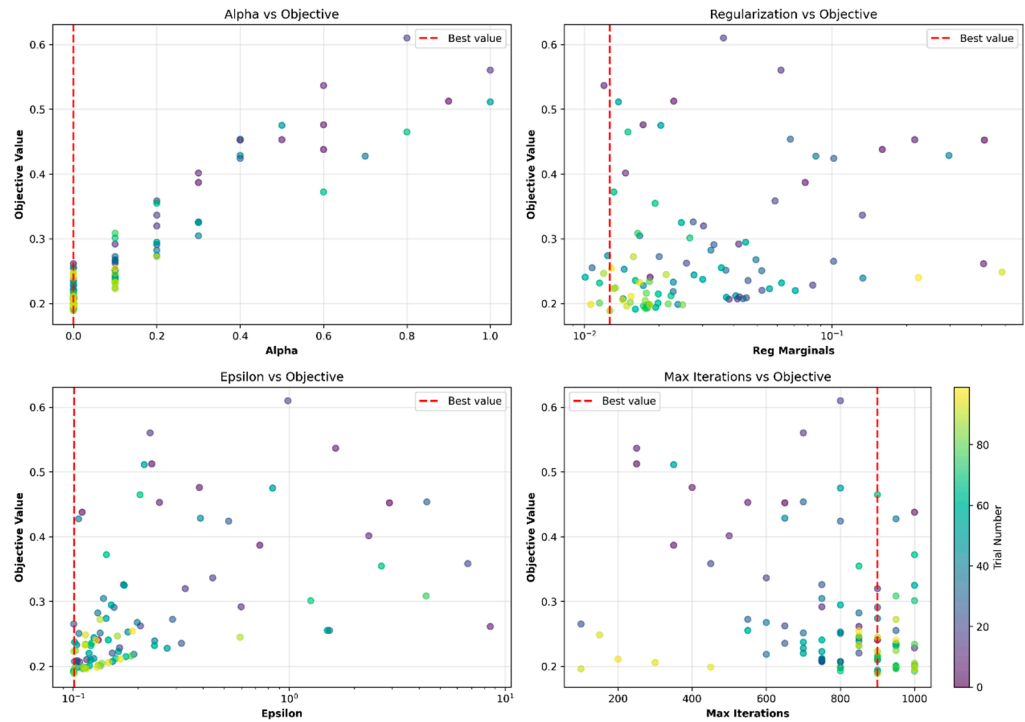 Alpha vs Objective
Best value
Objective Value
0.6
0.5
0.4
0.3
0.2
0.0 0.2 0.4 0.6 0.8 1.0
Alpha
Regularization vs Objective
Best value
Objective Value
0.6
0.5
0.4
0.3
0.2
10⁻² 10⁻¹
Reg Marginals
Epsilon vs Objective
Best value
Objective Value
0.6
0.5
0.4
0.3
0.2
10⁻¹ 10⁰ 10¹
Epsilon
Max Iterations vs Objective
Best value
Objective Value
0.6
0.5
0.4
0.3
0.2
200 400 600 800 1000
Max Iterations
80
60
40
20
0
Trial Number